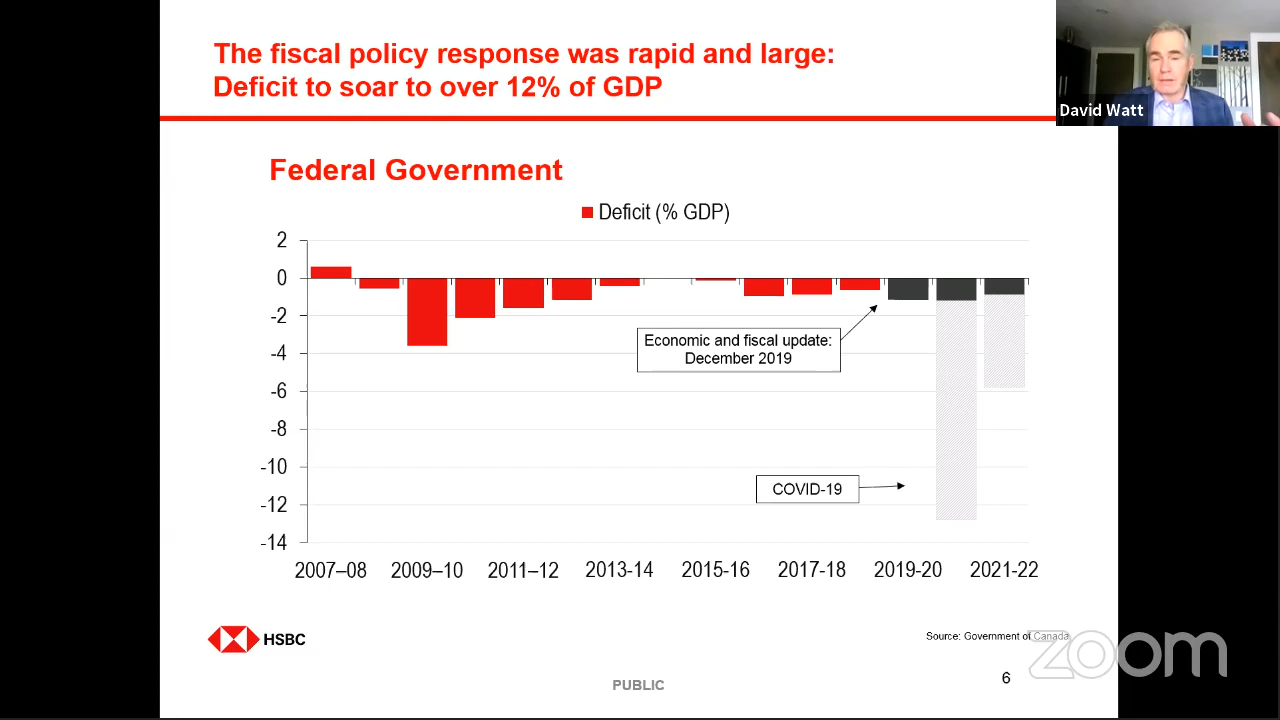 The fiscal policy response was rapid and large:
Deficit to soar to over 12% of GDP
David Watt
Federal Government
Deficit (% GDP)
2
0
-2
-4
-6
-8
-10
-12
-14
Economic and fiscal update:
December 2019
COVID-19
2007–08 2009–10 2011–12 2013-14 2015-16 2017-18 2019-20 2021-22
HSBC
Source: Government of Canada
zoom
6
PUBLIC